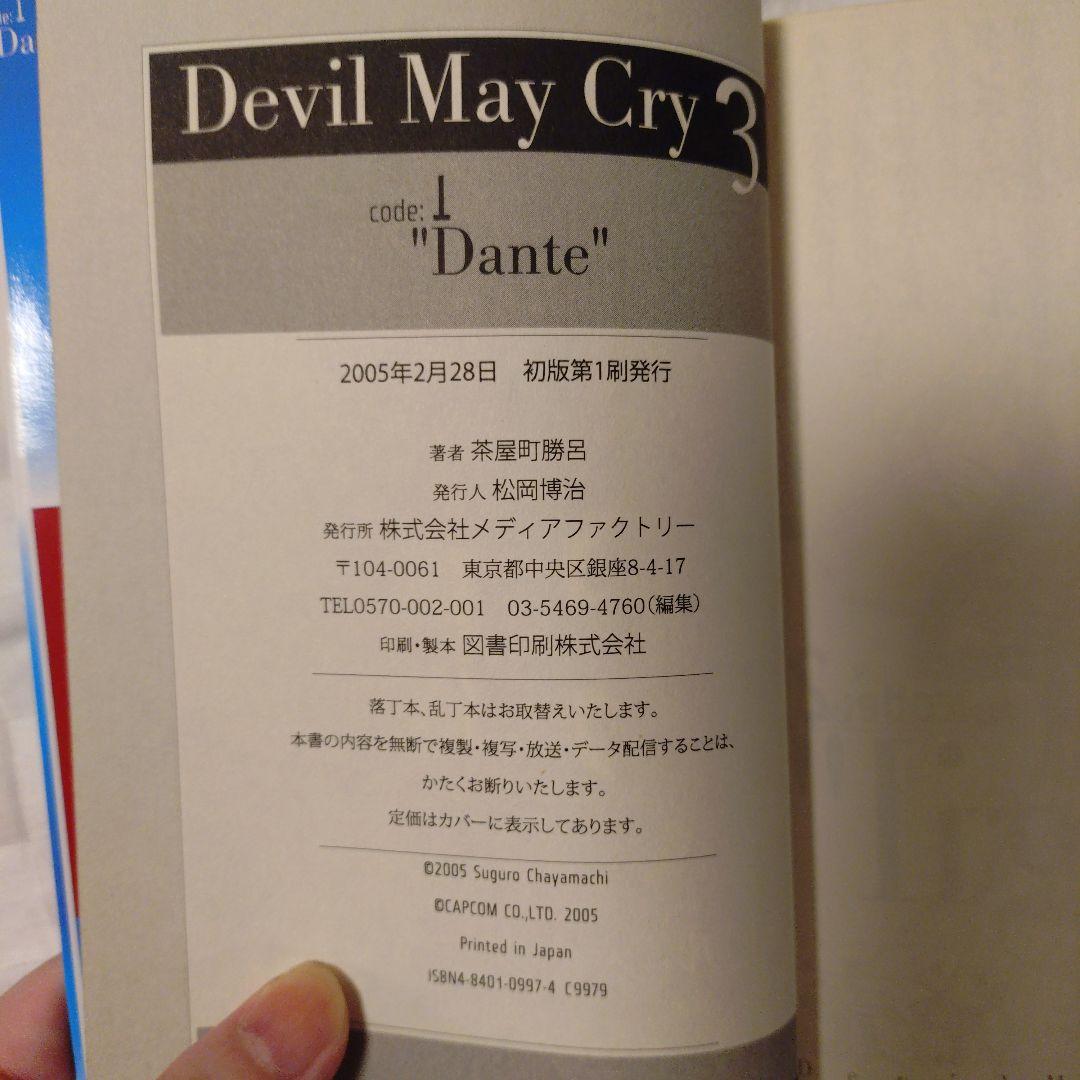 Devil May Cry 3
code: 1
"Dante"
2005年2月28日　初版第1刷発行
著者 茶屋町勝呂
発行人 松岡博治
発行所 株式会社メディアファクトリー
〒104-0061　東京都中央区銀座8-4-17
TEL0570-002-001　03-5469-4760(編集)
印刷・製本 図書印刷株式会社
落丁本、乱丁本はお取替えいたします。
本書の内容を無断で複製・複写・放送・データ配信することは、
かたくお断りいたします。
定価はカバーに表示してあります。
©2005 Suguro Chayamachi
©CAPCOM CO.,LTD. 2005
Printed in Japan
ISBN4-8401-0997-4 C9979